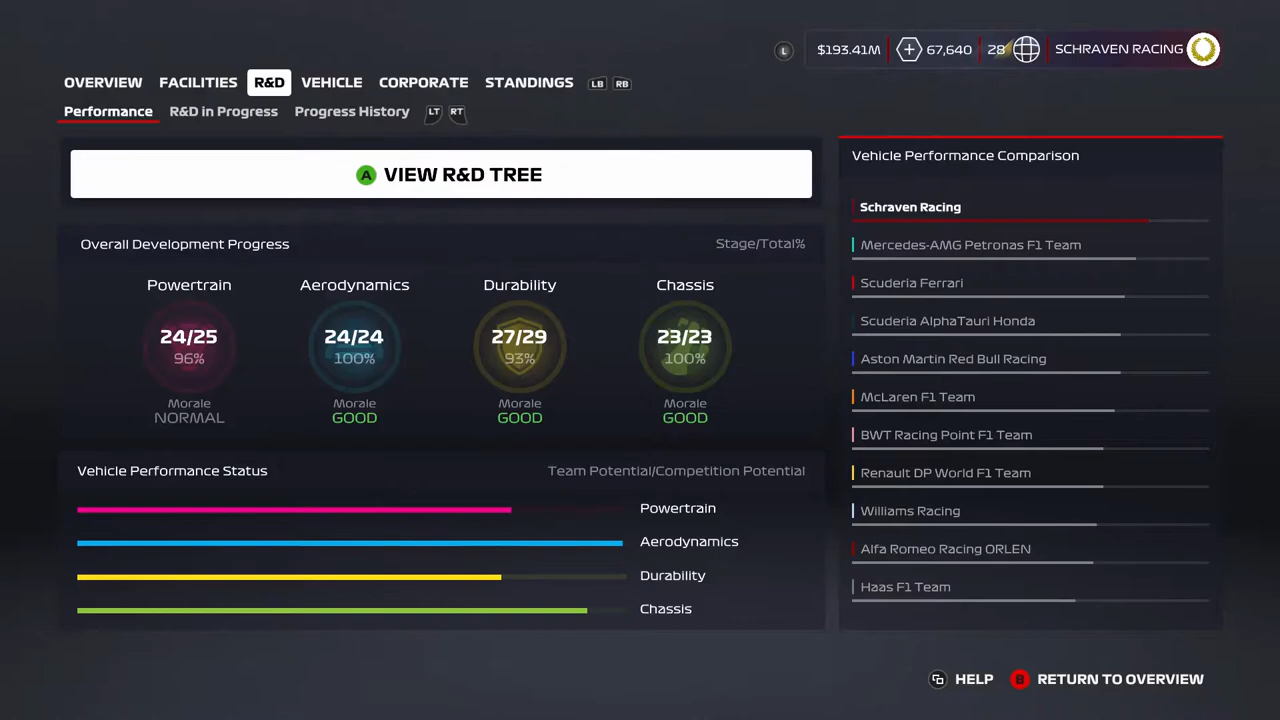 L $193.41M 67,640 28 SCHRAVEN RACING
OVERVIEW FACILITIES R&D VEHICLE CORPORATE STANDINGS LB RB
Performance R&D in Progress Progress History LT RT
A VIEW R&D TREE
Overall Development Progress Stage/Total%
Powertrain Aerodynamics Durability Chassis
24/25 24/24 27/29 23/23
96% 100% 93% 100%
Morale Morale Morale Morale
NORMAL GOOD GOOD GOOD
Vehicle Performance Status Team Potential/Competition Potential
Powertrain
Aerodynamics
Durability
Chassis
Vehicle Performance Comparison
Schraven Racing
Mercedes-AMG Petronas F1 Team
Scuderia Ferrari
Scuderia AlphaTauri Honda
Aston Martin Red Bull Racing
McLaren F1 Team
BWT Racing Point F1 Team
Renault DP World F1 Team
Williams Racing
Alfa Romeo Racing ORLEN
Haas F1 Team
HELP B RETURN TO OVERVIEW